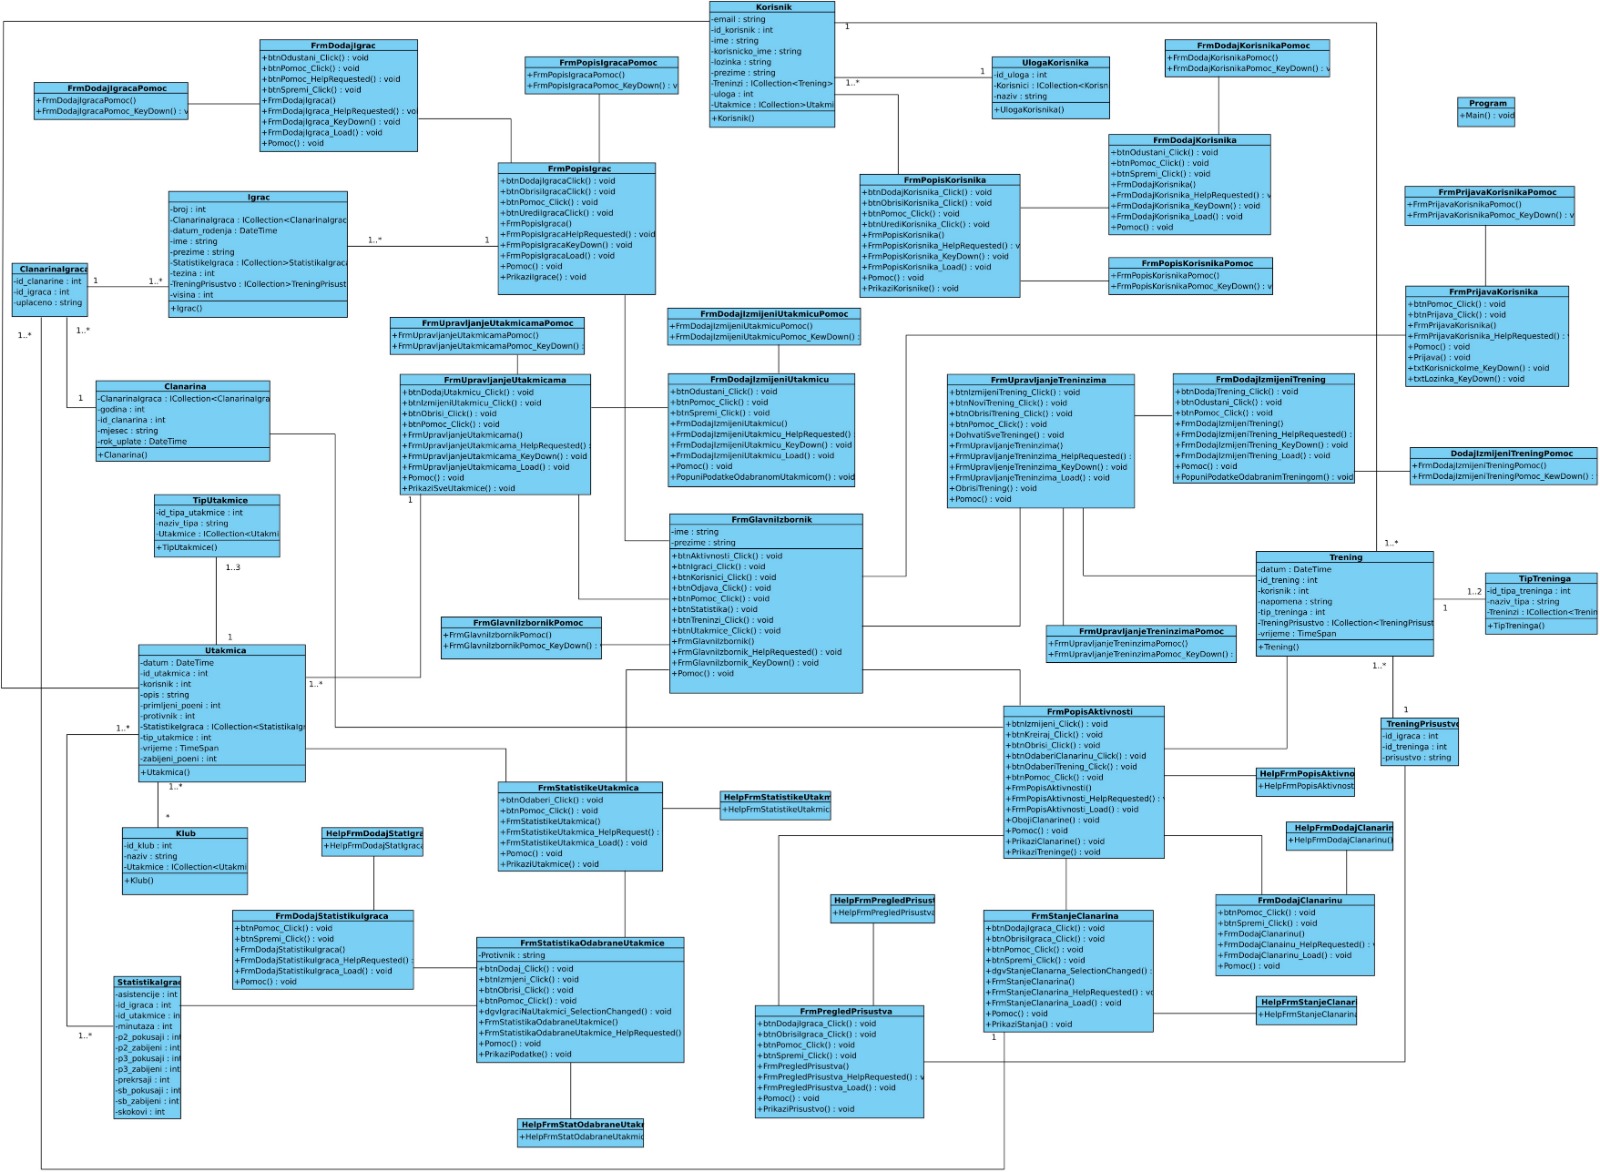 Korisnik
-email : string
-id_korisnik : int
-ime : string
-korisnicko_ime : string
-lozinka : string
-prezime : string
-Treninzi : ICollection<Trening>
-uloga : int
-Utakmice : ICollection>Utakmi
+Korisnik()
1
1..*
1
FrmDodajIgrac
+btnOdustani_Click() : void
+btnPomoc_Click() : void
+btnPomoc_HelpRequested() : void
+btnSpremi_Click() : void
+FrmDodajIgraca()
+FrmDodajIgraca_HelpRequested() : voi
+FrmDodajIgraca_KeyDown() : void
+FrmDodajIgraca_Load() : void
+Pomoc() : void
FrmDodajIgracaPomoc
+FrmDodajIgracaPomoc()
+FrmDodajIgracaPomoc_KeyDown() : v
FrmPopisIgracaPomoc
+FrmPopisIgracaPomoc()
+FrmPopisIgracaPomoc_KeyDown() : v
UlogaKorisnika
-id_uloga : int
-Korisnici : ICollection<Korisn
-naziv : string
+UlogaKorisnika()
FrmDodajKorisnikaPomoc
+FrmDodajKorisnikaPomoc()
+FrmDodajKorisnikaPomoc_KeyDown() : v
Program
+Main() : void
FrmDodajKorisnika
+btnOdustani_Click() : void
+btnPomoc_Click() : void
+btnSpremi_Click() : void
+FrmDodajKorisnika()
+FrmDodajKorisnika_HelpRequested() : v
+FrmDodajKorisnika_KeyDown() : void
+FrmDodajKorisnika_Load() : void
+Pomoc() : void
FrmPopisIgrac
+btnDodajIgracaClick() : void
+btnObrisiIgracaClick() : void
+btnPomoc_Click() : void
+btnUrediIgracaClick() : void
+FrmPopisIgraca()
+FrmPopisIgracaHelpRequested() : void
+FrmPopisIgracaKeyDown() : void
+FrmPopisIgracaLoad() : void
+Pomoc() : void
+PrikaziIgrace() : void
FrmPopisKorisnika
+btnDodajKorisnika_Click() : void
+btnObrisiKorisnika_Click() : void
+btnPomoc_Click() : void
+btnUrediKorisnika_Click() : void
+FrmPopisKorisnika()
+FrmPopisKorisnika_HelpRequested() : v
+FrmPopisKorisnika_KeyDown() : void
+FrmPopisKorisnika_Load() : void
+Pomoc() : void
+PrikaziKorisnike() : void
FrmPrijavaKorisnikaPomoc
+FrmPrijavaKorisnikaPomoc()
+FrmPrijavaKorisnikaPomoc_KeyDown() : v
Igrac
-broj : int
-ClanarinaIgraca : ICollection<ClanarinaIgrac
-datum_rodenja : DateTime
-ime : string
-prezime : string
-StatistikeIgraca : ICollection>StatistikaIgrac
-tezina : int
-TreningPrisustvo : ICollection>TreningPrisust
-visina : int
+Igrac()
1..*
1
ClanarinaIgrac
-id_clanarine : int
-id_igraca : int
-uplaceno : string
1
1..*
1..*
1..*
FrmPopisKorisnikaPomoc
+FrmPopisKorisnikaPomoc()
+FrmPopisKorisnikaPomoc_KeyDown() : v
FrmPrijavaKorisnika
+btnPomoc_Click() : void
+btnPrijava_Click() : void
+FrmPrijavaKorisnika()
+FrmPrijavaKorisnika_HelpRequested() :
+Pomoc() : void
+Prijava() : void
+txtKorisnickoIme_KeyDown() : void
+txtLozinka_KeyDown() : void
FrmUpravljanjeUtakmicamaPomoc
+FrmUpravljanjeUtakmicamaPomoc()
+FrmUpravljanjeUtakmicamaPomoc_KeyDown() :
FrmDodajIzmijeniUtakmicuPomoc
+FrmDodajIzmijeniUtakmicuPomoc()
+FrmDodajIzmijeniUtakmicuPomoc_KewDown() :
Clanarina
-ClanarinaIgraca : ICollection<ClanarinaIgra
-godina : int
-id_clanarina : int
-mjesec : string
-rok_uplate : DateTime
+Clanarina()
1
FrmUpravljanjeUtakmicama
+btnDodajUtakmicu_Click() : void
+btnIzmijeniUtakmicu_Click() : void
+btnObrisi_Click() : void
+btnPomoc_Click() : void
+FrmUpravljanjeUtakmicama()
+FrmUpravljanjeUtakmicama_HelpRequested() :
+FrmUpravljanjeUtakmicama_KeyDown() : void
+FrmUpravljanjeUtakmicama_Load() : void
+Pomoc() : void
+PrikaziSveUtakmice() : void
1
FrmDodajIzmijeniUtakmicu
+btnOdustani_Click() : void
+btnPomoc_Click() : void
+btnSpremi_Click() : void
+FrmDodajIzmijeniUtakmicu()
+FrmDodajIzmijeniUtakmicu_HelpRequested()
+FrmDodajIzmijeniUtakmicu_KeyDown() : void
+FrmDodajIzmijeniUtakmicu_Load() : void
+Pomoc() : void
+PopuniPodatkeOdabranomUtakmicom() : void
FrmUpravljanjeTreninzima
+btnIzmijeniTrening_Click() : void
+btnNoviTrening_Click() : void
+btnObrisiTrening_Click() : void
+btnPomoc_Click() : void
+DohvatiSveTreninge() : void
+FrmUpravljanjeTreninzima()
+FrmUpravljanjeTreninzima_HelpRequested() :
+FrmUpravljanjeTreninzima_KeyDown() : void
+FrmUpravljanjeTreninzima_Load() : void
+ObrisiTrening() : void
+Pomoc() : void
FrmDodajIzmijeniTrening
+btnDodajTrening_Click() : void
+btnOdustani_Click() : void
+btnPomoc_Click() : void
+FrmDodajIzmijeniTrening()
+FrmDodajIzmijeniTrening_HelpRequested() :
+FrmDodajIzmijeniTrening_KeyDown() : void
+FrmDodajIzmijeniTrening_Load() : void
+Pomoc() : void
+PopuniPodatkeOdabranimTreningom() : void
DodajIzmijeniTreningPomoc
+FrmDodajIzmijeniTreningPomoc()
+FrmDodajIzmijeniTreningPomoc_KewDown() :
TipUtakmice
-id_tipa_utakmice : int
-naziv_tipa : string
-Utakmice : ICollection<Utakmi
+TipUtakmice()
1..3
1
FrmGlavniIzbornik
-ime : string
-prezime : string
+btnAktivnosti_Click() : void
+btnIgraci_Click() : void
+btnKorisnici_Click() : void
+btnOdjava_Click() : void
+btnPomoc_Click() : void
+btnStatistika() : void
+btnTreninzi_Click() : void
+btnUtakmice_Click() : void
+FrmGlavniIzbornik()
+FrmGlavniIzbornik_HelpRequested() : void
+FrmGlavniIzbornik_KeyDown() : void
+Pomoc() : void
1..*
Trening
-datum : DateTime
-id_trening : int
-korisnik : int
-napomena : string
-tip_treninga : int
-TreningPrisustvo : ICollection<TreningPrisust
-vrijeme : TimeSpan
+Trening()
1..2
1
TipTreninga
-id_tipa_treninga : int
-naziv_tipa : string
-Treninzi : ICollection<Trenin
+TipTreninga()
FrmGlavniIzbornikPomoc
+FrmGlavniIzbornikPomoc()
+FrmGlavniIzbornikPomoc_KeyDown() : v
FrmUpravljanjeTreninzimaPomoc
+FrmUpravljanjeTreninzimaPomoc()
+FrmUpravljanjeTreninzimaPomoc_KeyDown() :
Utakmica
-datum : DateTime
-id_utakmica : int
-korisnik : int
-opis : string
-primljeni_poeni : int
-protivnik : int
-StatistikeIgraca : ICollection<StatistikaIgr
-tip_utakmice : int
-vrijeme : TimeSpan
-zabijeni_poeni : int
+Utakmica()
1..*
1..*
1..*
*
1..*
1
FrmPopisAktivnosti
+btnIzmijeni_Click() : void
+btnKreiraj_Click() : void
+btnObrisi_Click() : void
+btnOdaberiClanarinu_Click() : void
+btnOdaberiTrening_Click() : void
+btnPomoc_Click() : void
+FrmPopisAktivnosti()
+FrmPopisAktivnosti_HelpRequested() :
+FrmPopisAktivnosti_Load() : void
+ObojiClanarine() : void
+Pomoc() : void
+PrikaziClanarine() : void
+PrikaziTreninge() : void
TreningPrisustvo
-id_igraca : int
-id_treninga : int
-prisustvo : string
HelpFrmPopisAktivno
+HelpFrmPopisAktivnost
FrmStatistikeUtakmica
+btnOdaberi_Click() : void
+btnPomoc_Click() : void
+FrmStatistikeUtakmica()
+FrmStatistikeUtakmica_HelpRequest() :
+FrmStatistikeUtakmica_Load() : void
+Pomoc() : void
+PrikaziUtakmice() : void
HelpFrmStatistikeUtakm
+HelpFrmStatistikeUtakmic
Klub
-id_klub : int
-naziv : string
-Utakmice : ICollection<Utakmi
+Klub()
HelpFrmDodajStatIgra
+HelpFrmDodajStatIgrac
HelpFrmDodajClanarin
+HelpFrmDodajClanarinu()
FrmDodajStatistikuIgraca
+btnPomoc_Click() : void
+btnSpremi_Click() : void
+FrmDodajStatistikuIgraca()
+FrmDodajStatistikuIgraca_HelpRequested() :
+FrmDodajStatistikuIgraca_Load() : void
+Pomoc() : void
HelpFrmPregledPrisust
+HelpFrmPregledPrisustva
FrmStanjeClanarina
+btnDodajIgraca_Click() : void
+btnObrisiIgraca_Click() : void
+btnPomoc_Click() : void
+btnSpremi_Click() : void
+dgvStanjeClanarna_SelectionChanged() :
+FrmStanjeClanarina()
+FrmStanjeClanarina_HelpRequested() : v
+FrmStanjeClanarina_Load() : void
+Pomoc() : void
+PrikaziStanja() : void
1
FrmDodajClanarinu
+btnPomoc_Click() : void
+btnSpremi_Click() : void
+FrmDodajClanarinu()
+FrmDodajClanainu_HelpRequested() :
+FrmDodajClanarinu_Load() : void
+Pomoc() : void
FrmStatistikaOdabraneUtakmice
-Protivnik : string
+btnDodaj_Click() : void
+btnIzmjeni_Click() : void
+btnObrisi_Click() : void
+btnPomoc_Click() : void
+dgvIgraciNaUtakmici_SelectionChanged() : void
+FrmStatistikaOdabraneUtakmice()
+FrmStatistikaOdabraneUtakmice_HelpRequested()
+Pomoc() : void
+PrikaziPodatke() : void
StatistikaIgrac
-asistencije : int
-id_igraca : int
-id_utakmice : int
-minutaza : int
-p2_pokusaji : int
-p2_zabijeni : int
-p3_pokusaji : int
-p3_zabijeni : int
-prekrsaji : int
-sb_pokusaji : int
-sb_zabijeni : int
-skokovi : int
1..*
HelpFrmStanjeClanar
+HelpFrmStanjeClanarina
FrmPregledPrisustva
+btnDodajIgraca_Click() : void
+btnObrisiIgraca_Click() : void
+btnPomoc_Click() : void
+btnSpremi_Click() : void
+FrmPregledPrisustva()
+FrmPregledPrisustva_HelpRequested() : v
+FrmPregledPrisustva_Load() : void
+Pomoc() : void
+PrikaziPrisustvo() : void
HelpFrmStatOdabraneUtak
+HelpFrmStatOdabraneUtakmic